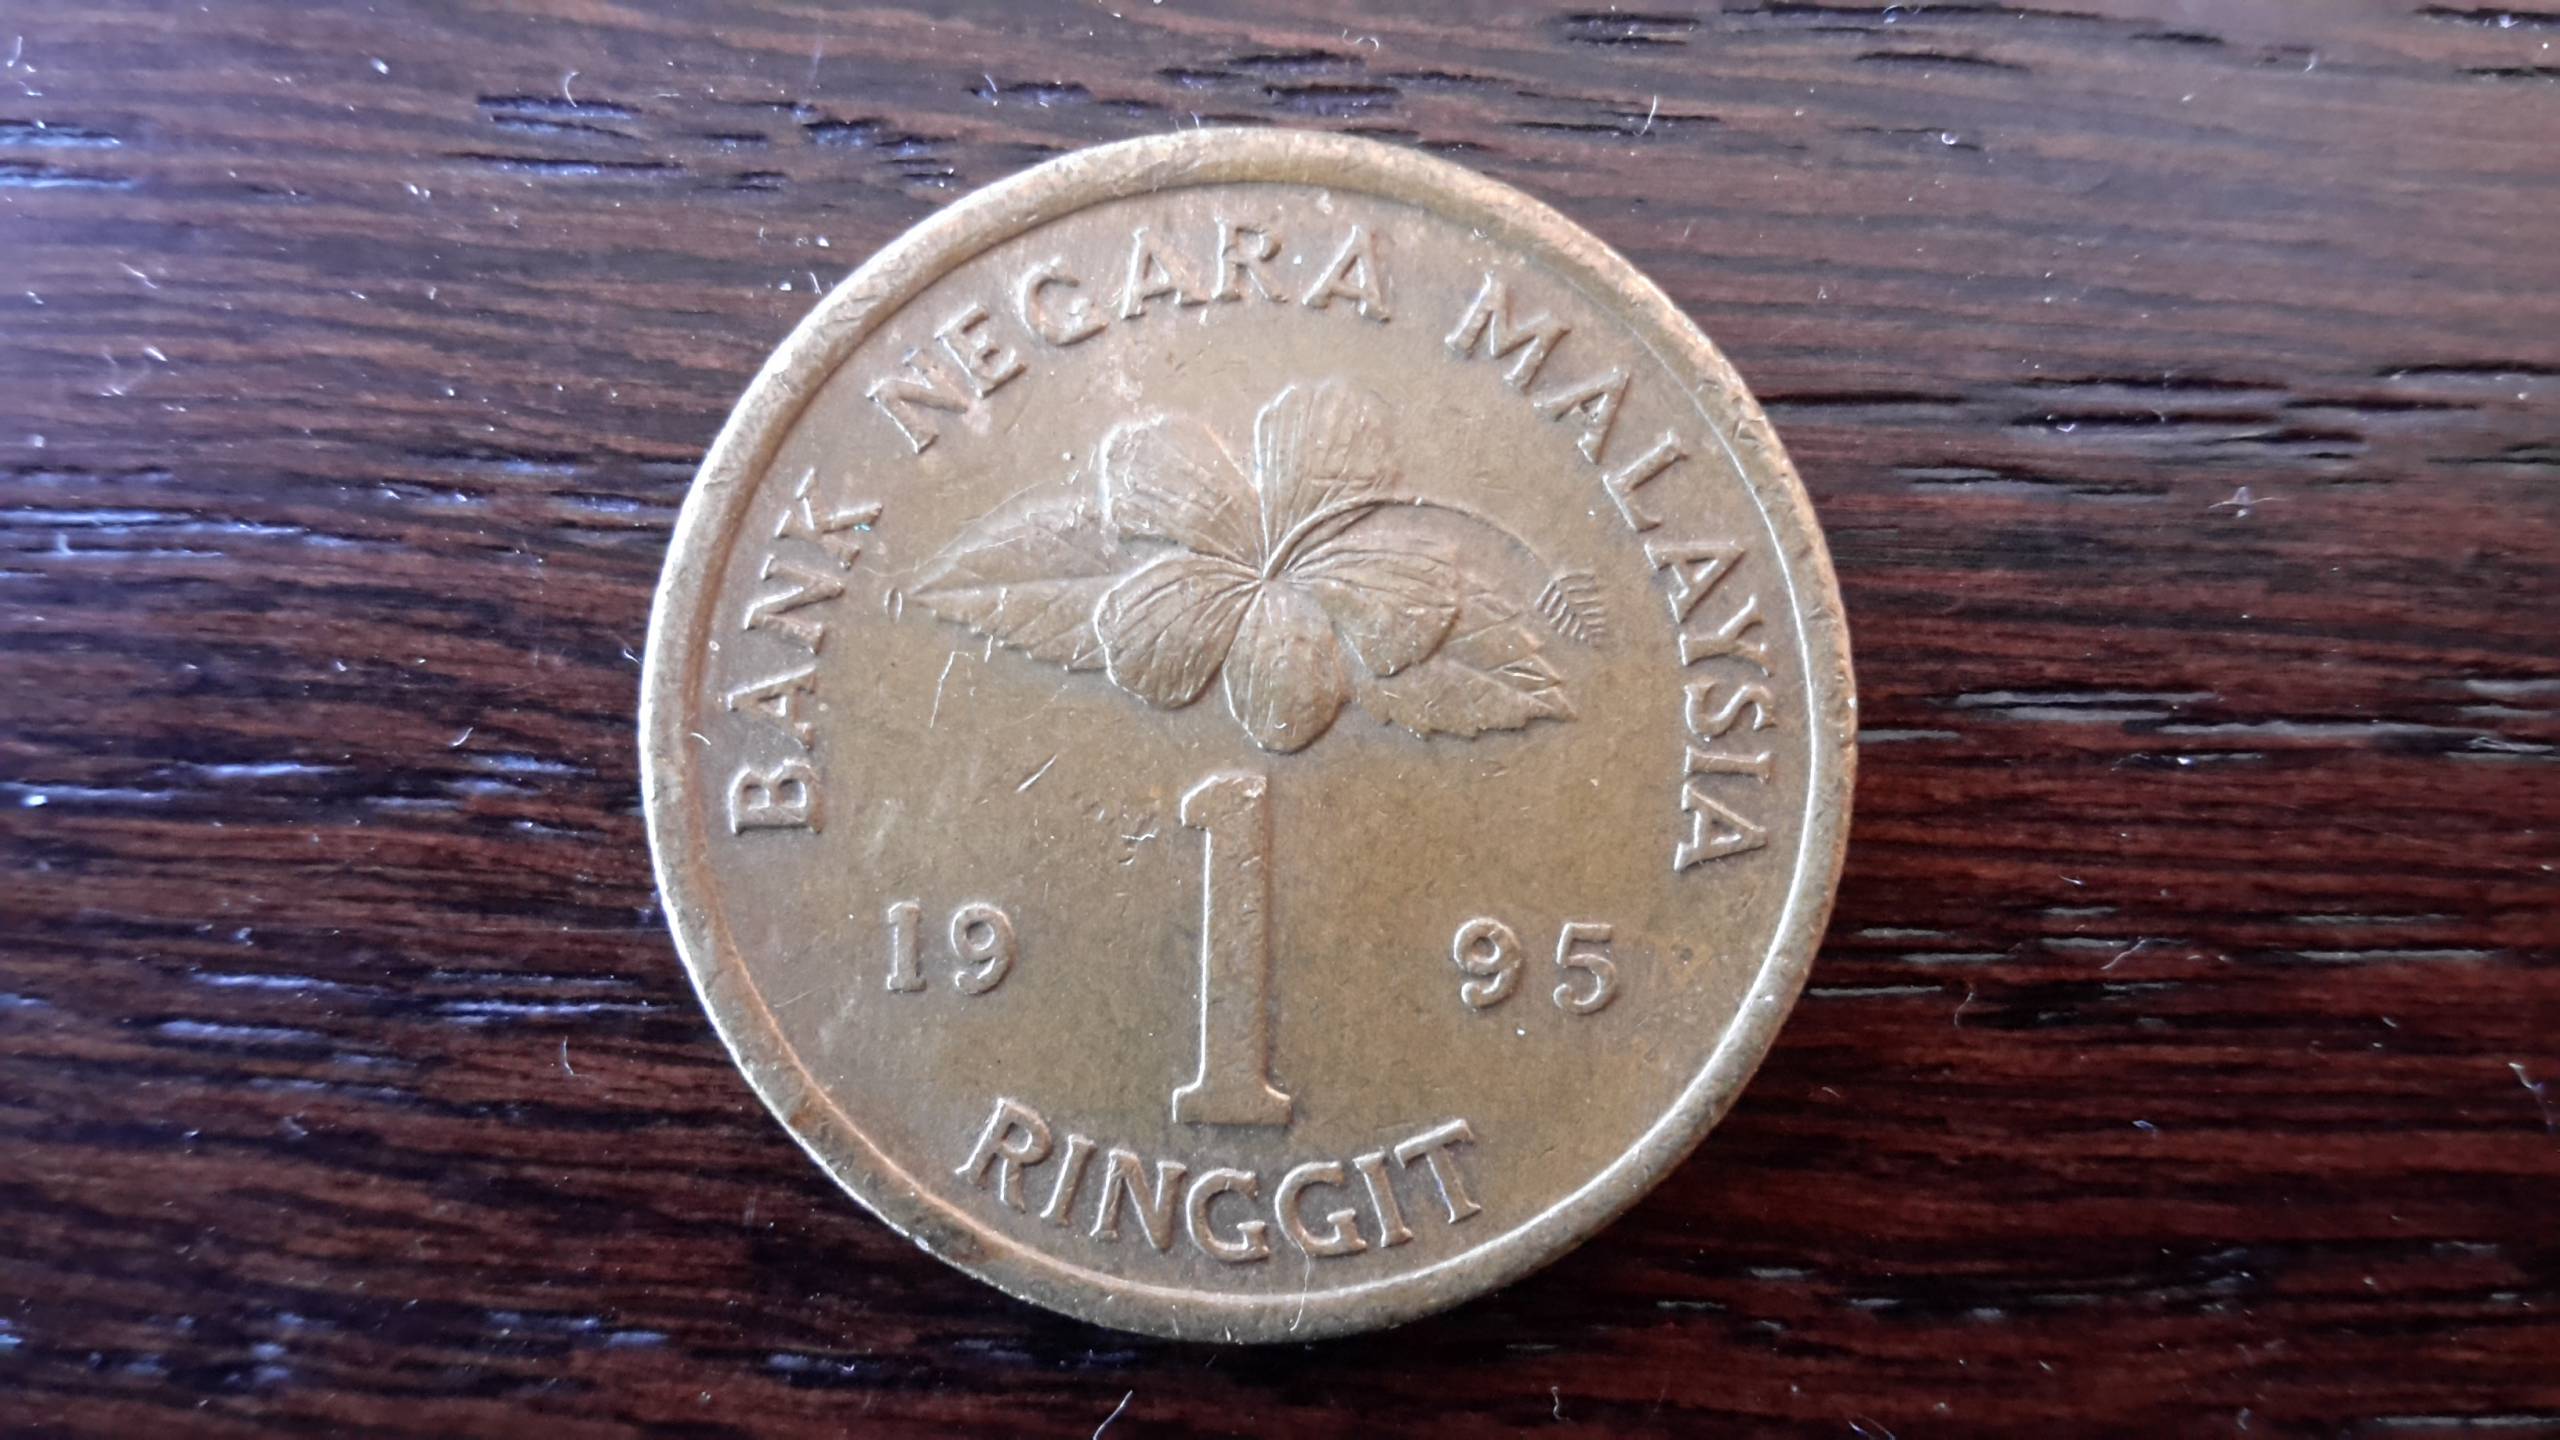 BANK NEGARA MALAYSIA
19 1 95
RINGGIT